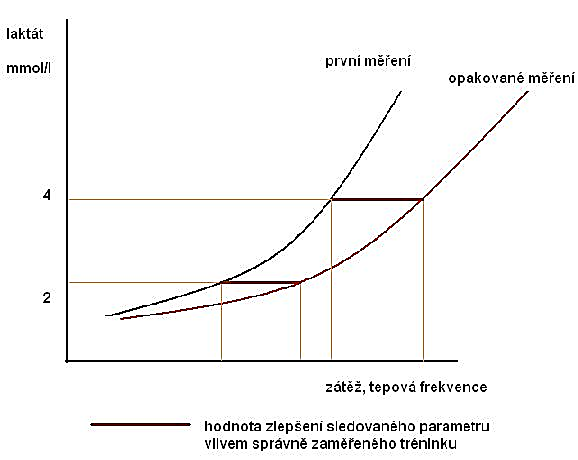 laktát
mmol/l
první měření
opakované měření
4
2
zátěž, tepová frekvence
hodnota zlepšení sledovaného parametru
vlivem správně zaměřeného tréninku